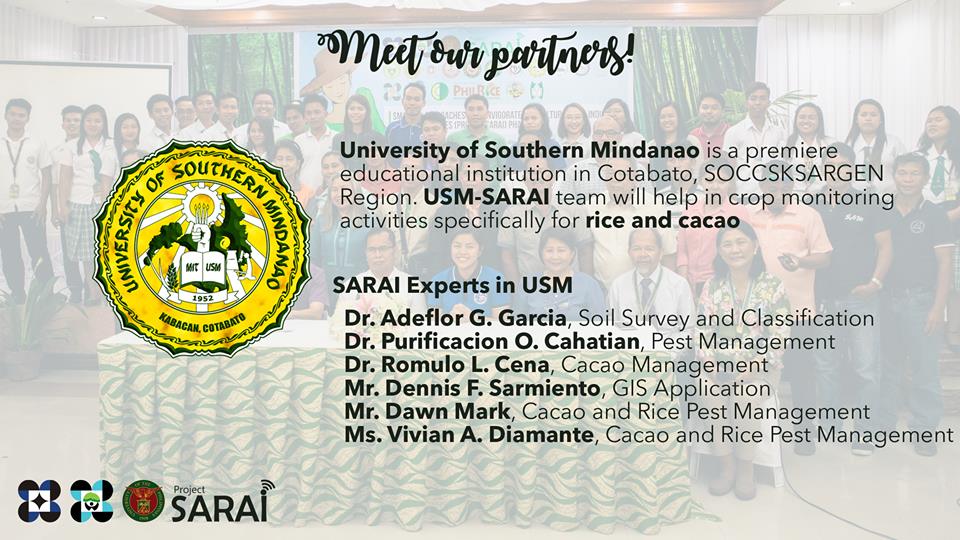 Meet our partners!
SARAI
PHILRICE
University of Southern Mindanao is a premiere
educational institution in Cotabato, SOCCSKSARGEN
Region. USM-SARAI team will help in crop monitoring
activities specifically for rice and cacao
UNIVERSITY OF SOUTHERN MINDANAO
MIT USM
1952
KABACAN, COTABATO
SARAI Experts in USM
Dr. Adeflor G. Garcia, Soil Survey and Classification
Dr. Purificacion O. Cahatian, Pest Management
Dr. Romulo L. Cena, Cacao Management
Mr. Dennis F. Sarmiento, GIS Application
Mr. Dawn Mark, Cacao and Rice Pest Management
Ms. Vivian A. Diamante, Cacao and Rice Pest Management
Project
SARAI